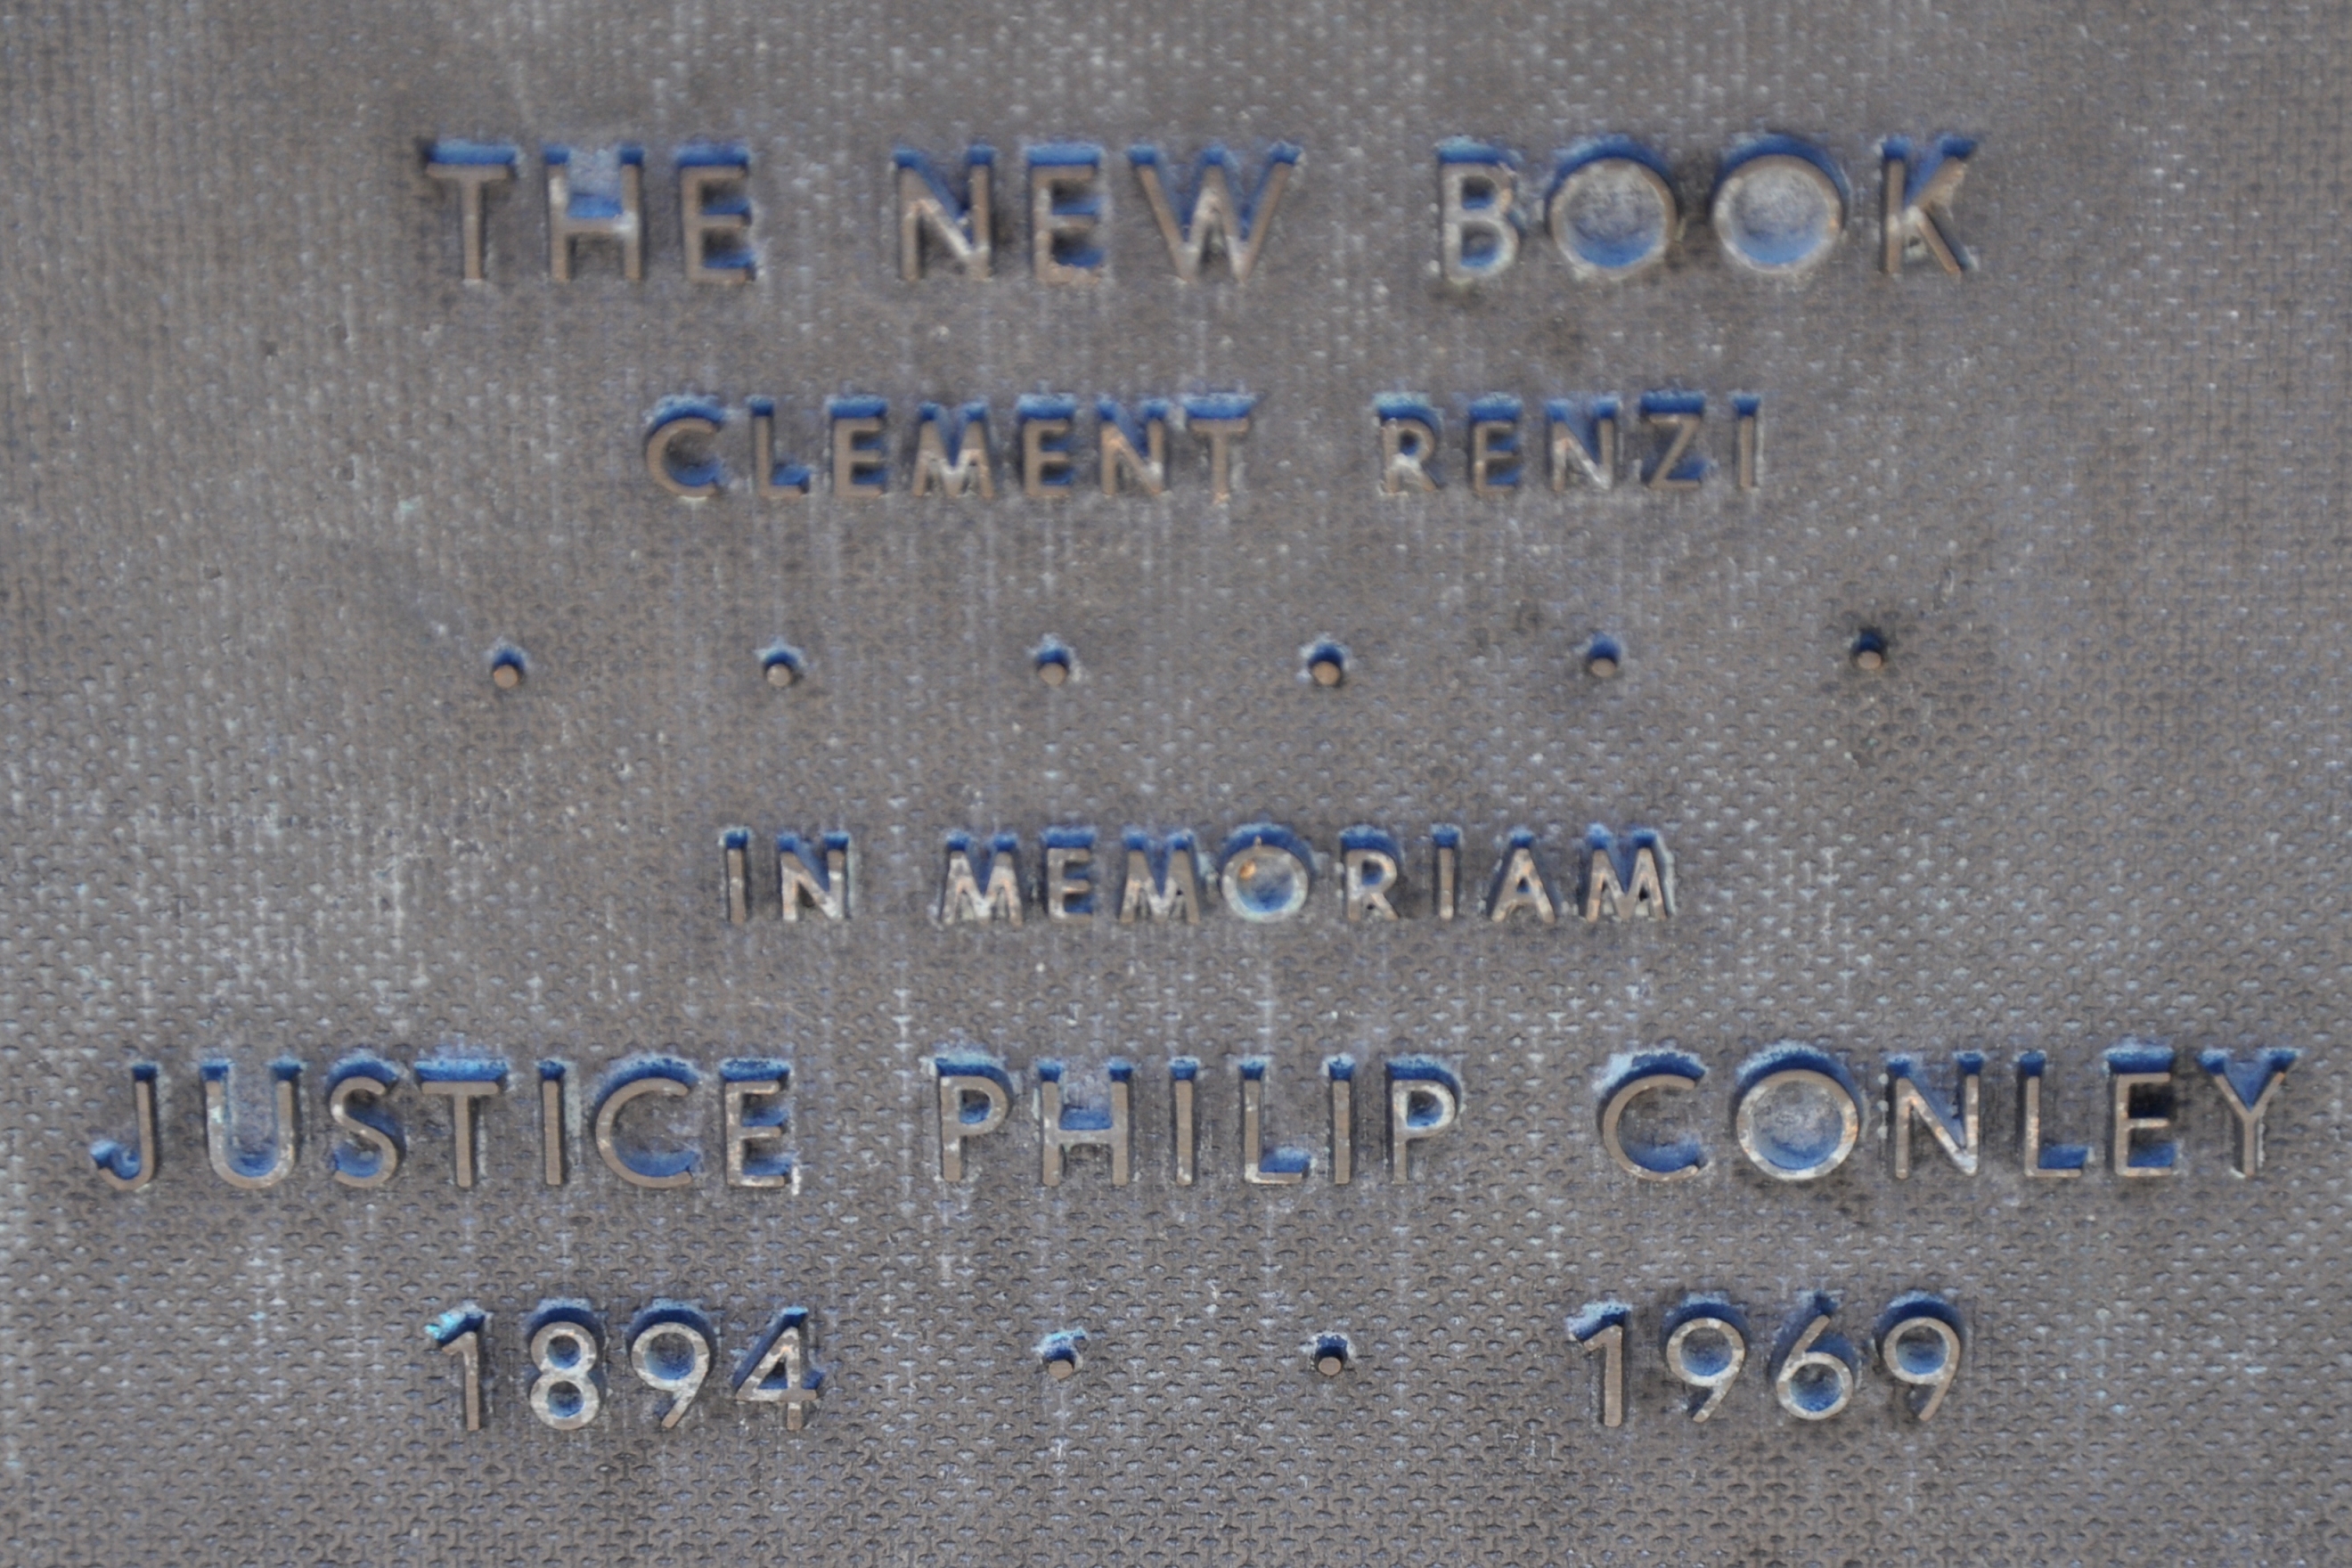 THE NEW BOOK
CLEMENT RENZI
. . . . . .
IN MEMORIAM
JUSTICE PHILIP CONLEY
1894 . . 1969